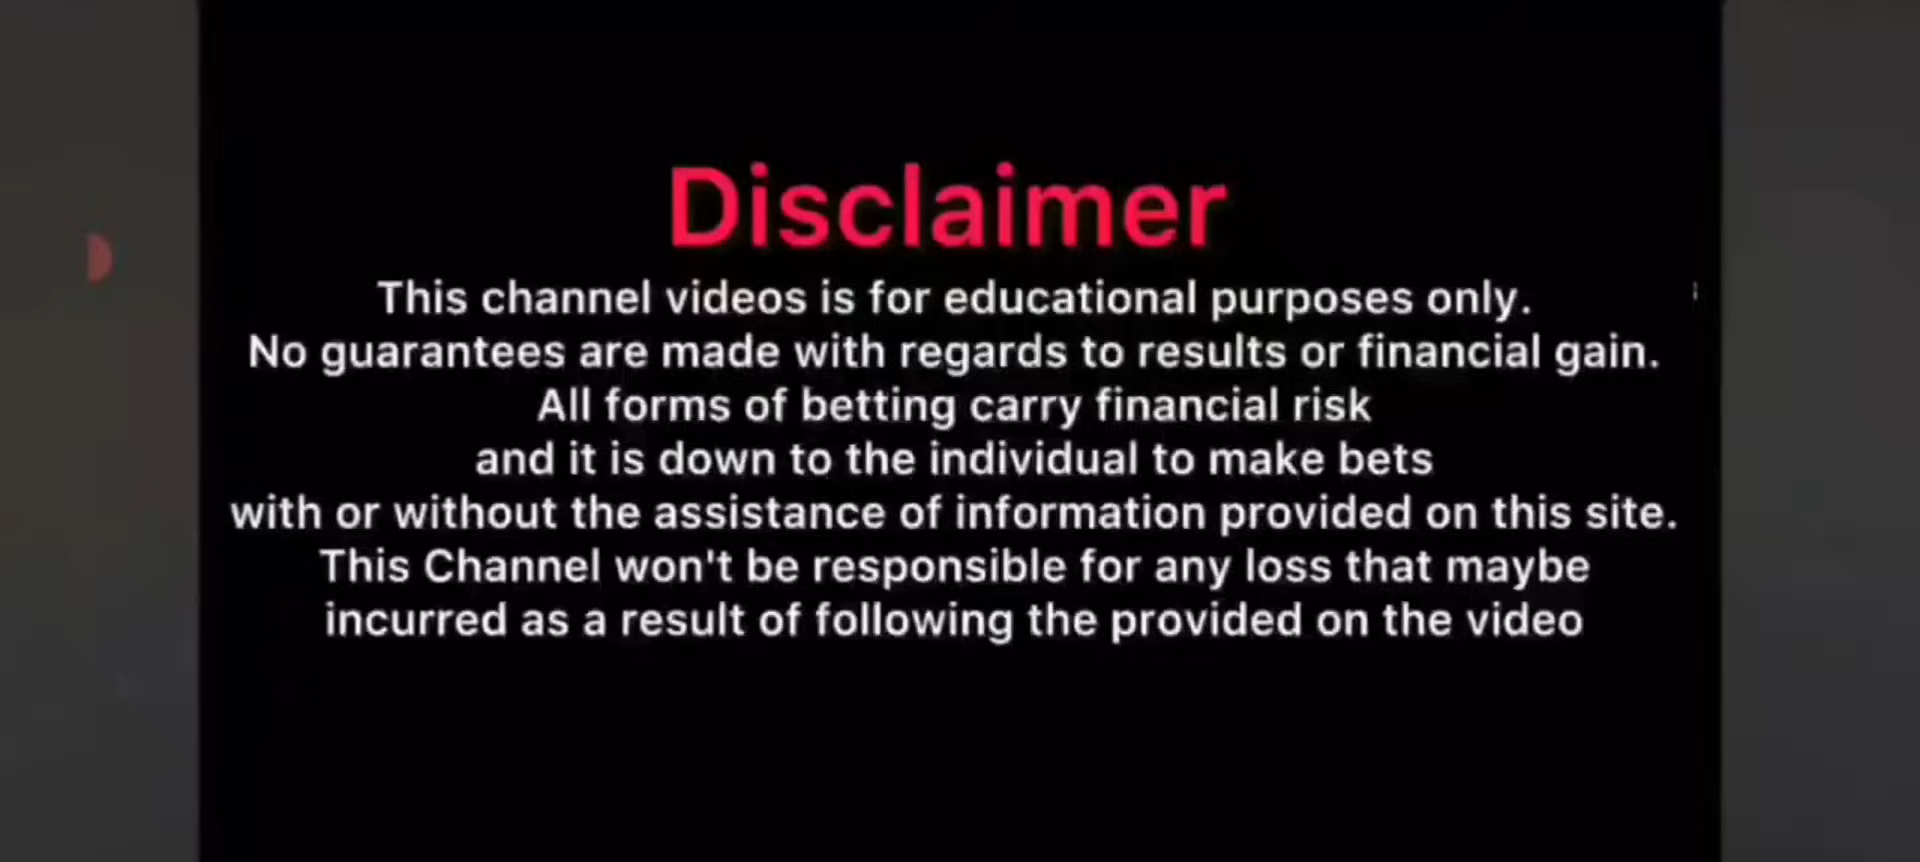 Disclaimer
This channel videos is for educational purposes only.
No guarantees are made with regards to results or financial gain.
All forms of betting carry financial risk
and it is down to the individual to make bets
with or without the assistance of information provided on this site.
This Channel won't be responsible for any loss that maybe
incurred as a result of following the provided on the video